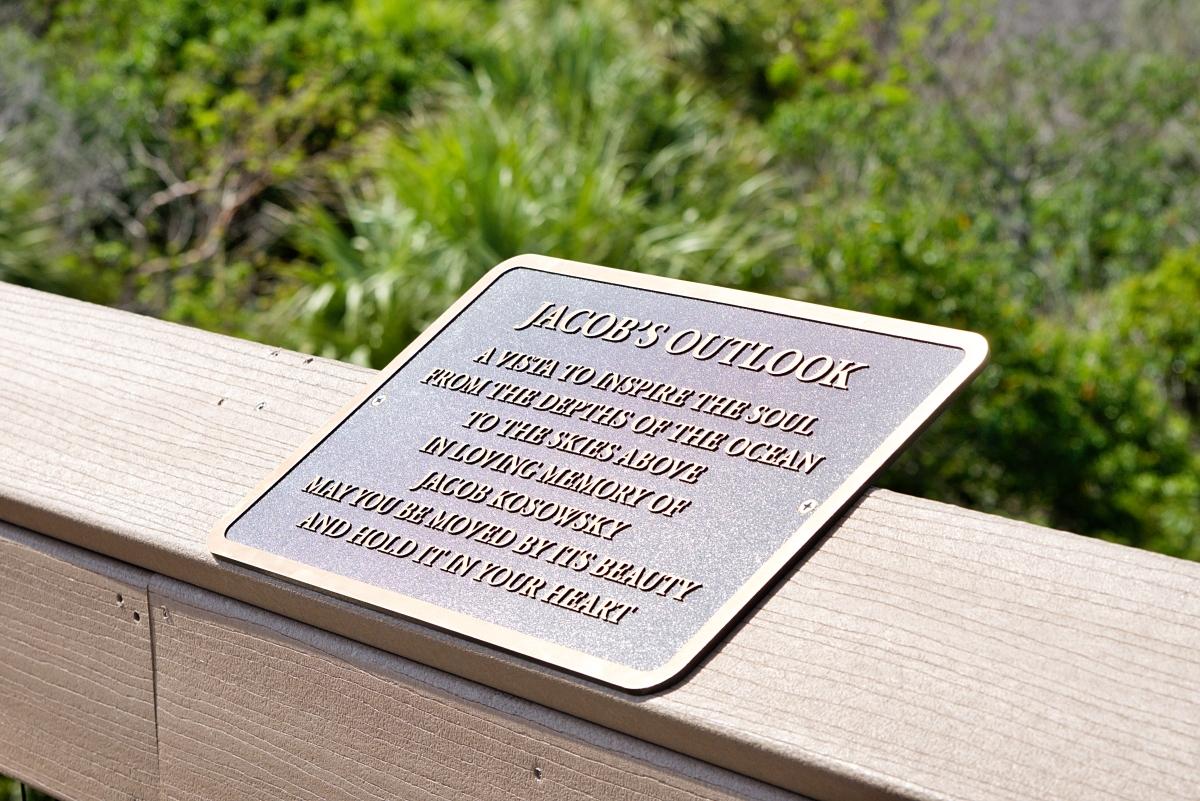 JACOB'S OUTLOOK
A VISTA TO INSPIRE THE SOUL
FROM THE DEPTHS OF THE OCEAN
TO THE SKIES ABOVE
IN LOVING MEMORY OF
JACOB KOSOWSKY
MAY YOU BE MOVED BY ITS BEAUTY
AND HOLD IT IN YOUR HEART